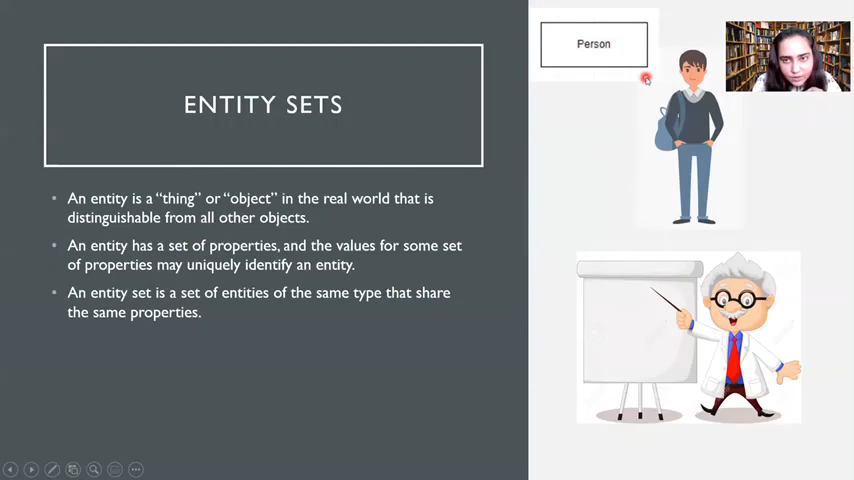 ENTITY SETS
• An entity is a “thing” or “object” in the real world that is
distinguishable from all other objects.
• An entity has a set of properties, and the values for some set
of properties may uniquely identify an entity.
• An entity set is a set of entities of the same type that share
the same properties.
Person